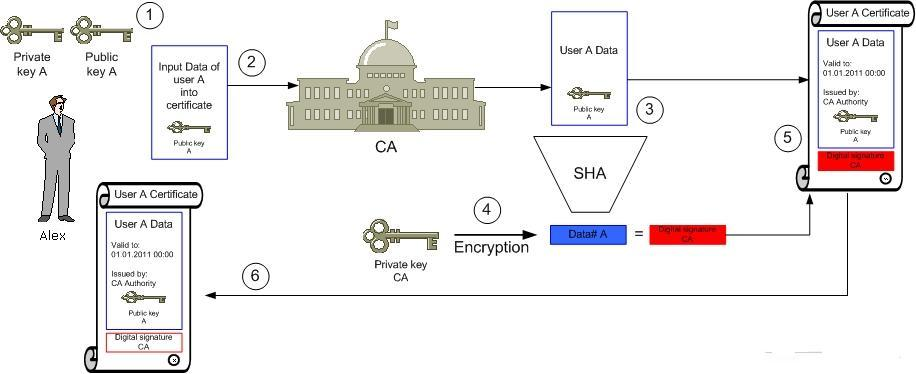 1
Private
key A
Public
key A
Alex
Input Data of
user A
into
certificate
Public key
A
2
CA
User A Data
Public key
A
3
SHA
Private key
CA
4
Encryption
Data# A
=
Digital signature
CA
5
User A Certificate
User A Data
Valid to:
01.01.2011 00:00
Issued by:
CA Authority
Public key
A
Digital signature
CA
6
User A Certificate
User A Data
Valid to:
01.01.2011 00:00
Issued by:
CA Authority
Public key
A
Digital signature
CA